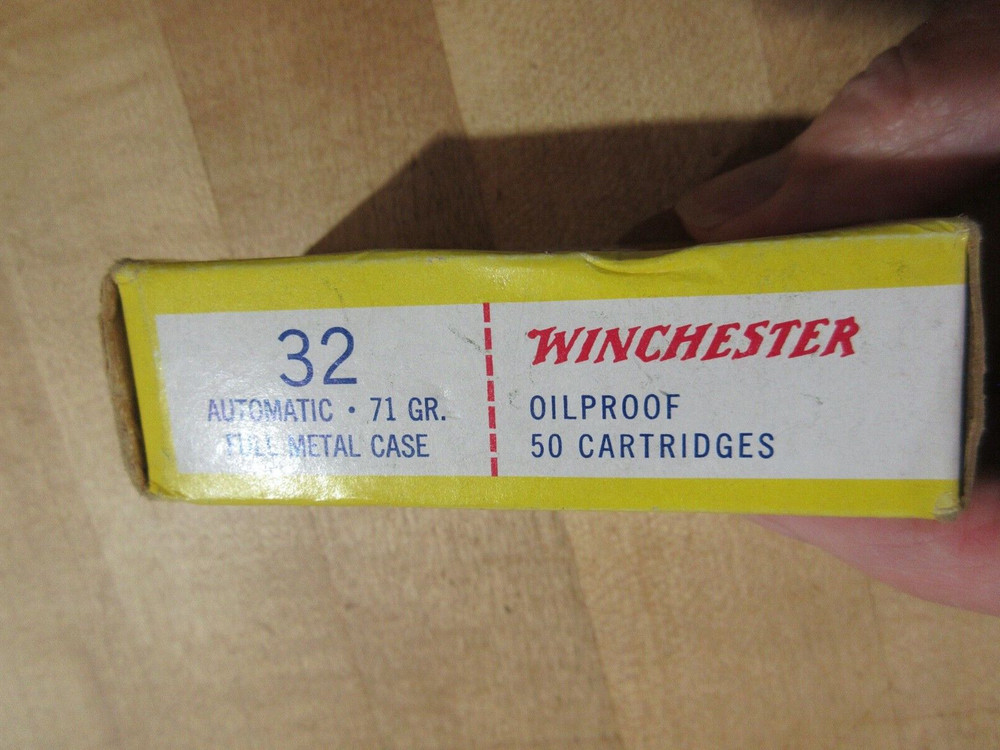 32
AUTOMATIC • 71 GR.
FULL METAL CASE
WINCHESTER
OILPROOF
50 CARTRIDGES